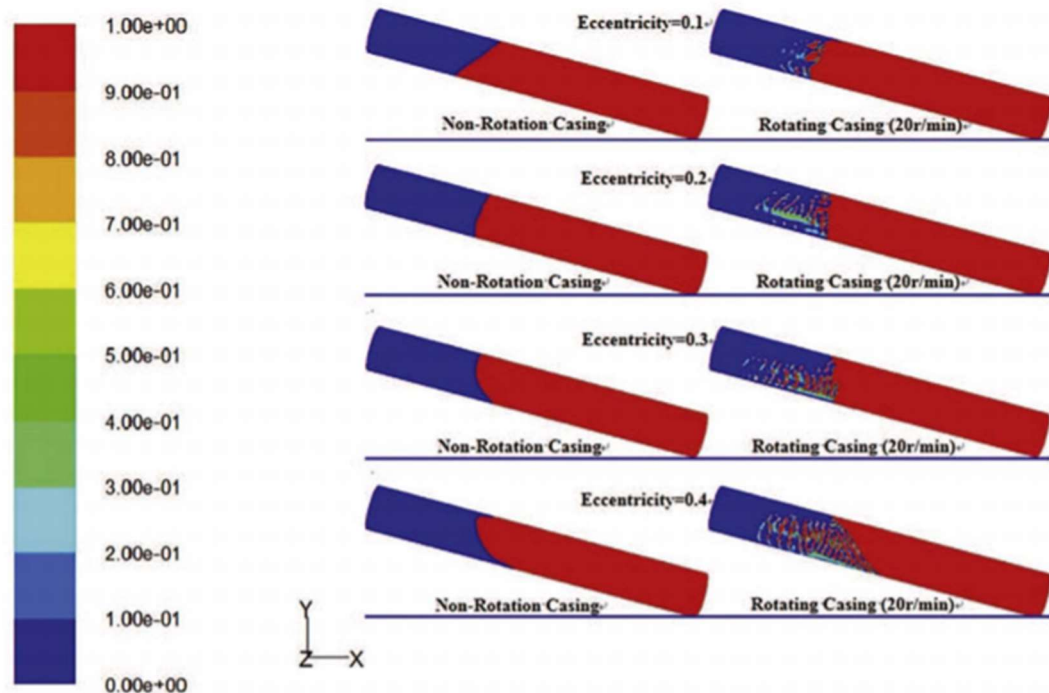 1.00e+00
9.00e-01
8.00e-01
7.00e-01
6.00e-01
5.00e-01
4.00e-01
3.00e-01
2.00e-01
1.00e-01
0.00e+00
Eccentricity=0.1
Non-Rotation Casing
Rotating Casing (20r/min)
Eccentricity=0.2
Non-Rotation Casing
Rotating Casing (20r/min)
Eccentricity=0.3
Non-Rotation Casing
Rotating Casing (20r/min)
Eccentricity=0.4
Non-Rotation Casing
Rotating Casing (20r/min)
Y
Z
X